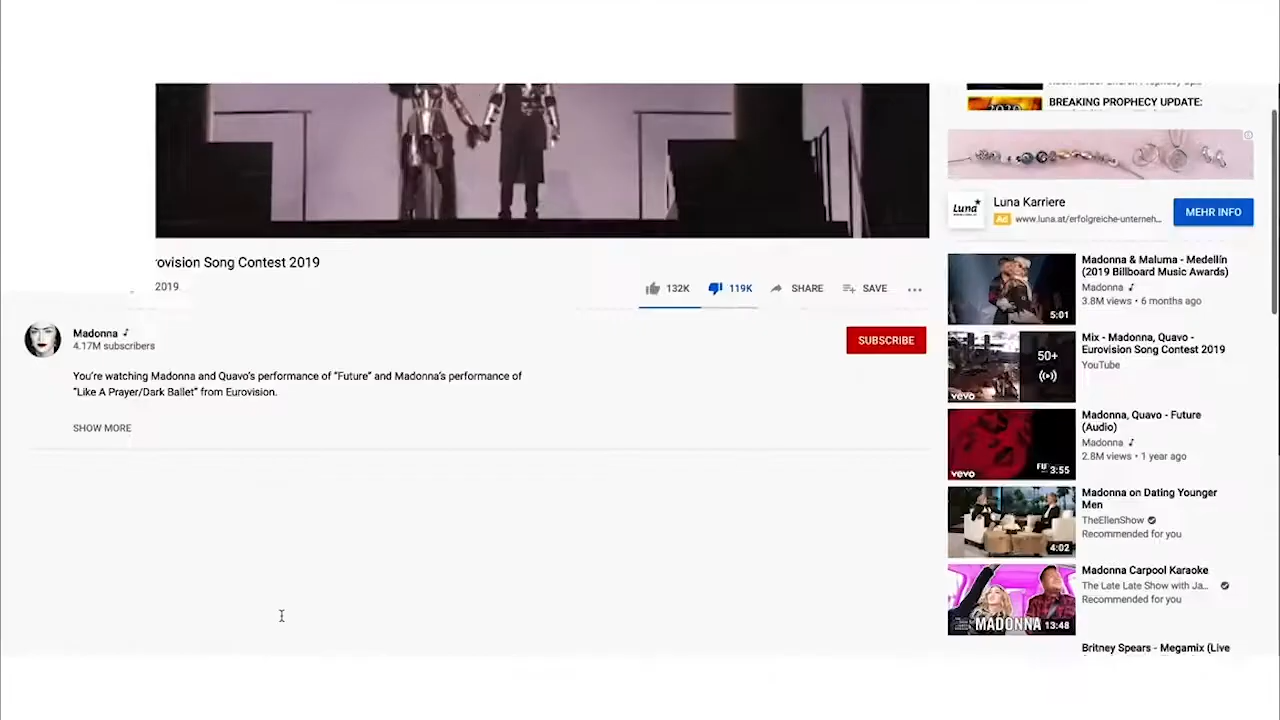 BREAKING PROPHECY UPDATE:
Luna
Luna Karriere
Ad www.luna.at/erfolgreiche-unterneh...
MEHR INFO
rovision Song Contest 2019
2019
132K
119K
SHARE
SAVE
Madonna
4.17M subscribers
SUBSCRIBE
You're watching Madonna and Quavo's performance of "Future" and Madonna's performance of
"Like A Prayer/Dark Ballet" from Eurovision.
SHOW MORE
5:01
Madonna & Maluma - Medellín
(2019 Billboard Music Awards)
Madonna
3.8M views • 6 months ago
50+
vevo
Mix - Madonna, Quavo -
Eurovision Song Contest 2019
YouTube
vevo
3:55
Madonna, Quavo - Future
(Audio)
Madonna
2.8M views • 1 year ago
4:02
Madonna on Dating Younger
Men
TheEllenShow
Recommended for you
MADONNA
13:48
Madonna Carpool Karaoke
The Late Late Show with Ja...
Recommended for you
Britney Spears - Megamix (Live